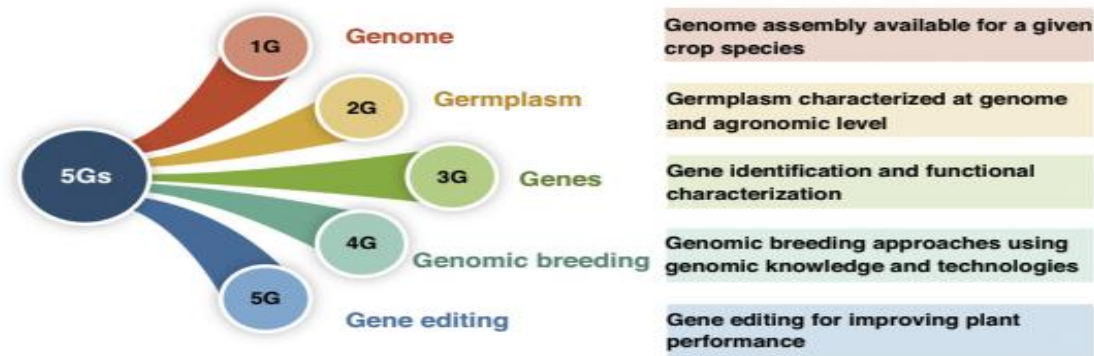 1G
Genome
Genome assembly available for a given
crop species
2G
Germplasm
Germplasm characterized at genome
and agronomic level
5Gs
3G
Genes
Gene identification and functional
characterization
4G
Genomic breeding
Genomic breeding approaches using
genomic knowledge and technologies
5G
Gene editing
Gene editing for improving plant
performance